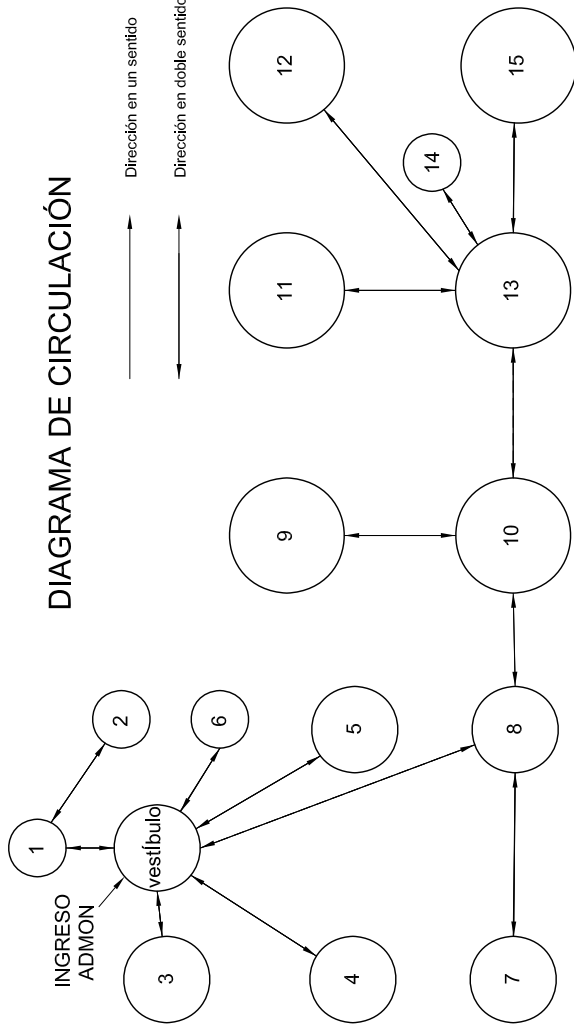 DIAGRAMA DE CIRCULACIÓN
Dirección en un sentido
Dirección en doble sentido
INGRESO
ADMON
vestíbulo
1
2
3
4
5
6
7
8
9
10
11
12
13
14
15